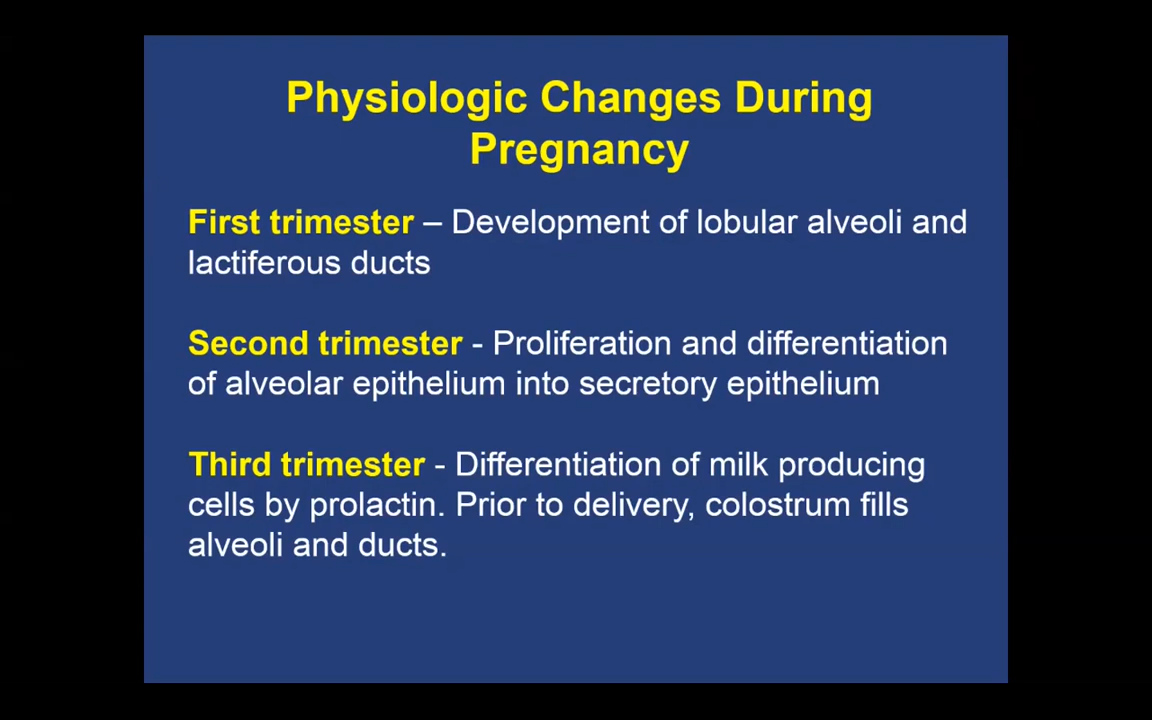 Physiologic Changes During
Pregnancy
First trimester – Development of lobular alveoli and
lactiferous ducts
Second trimester - Proliferation and differentiation
of alveolar epithelium into secretory epithelium
Third trimester - Differentiation of milk producing
cells by prolactin. Prior to delivery, colostrum fills
alveoli and ducts.